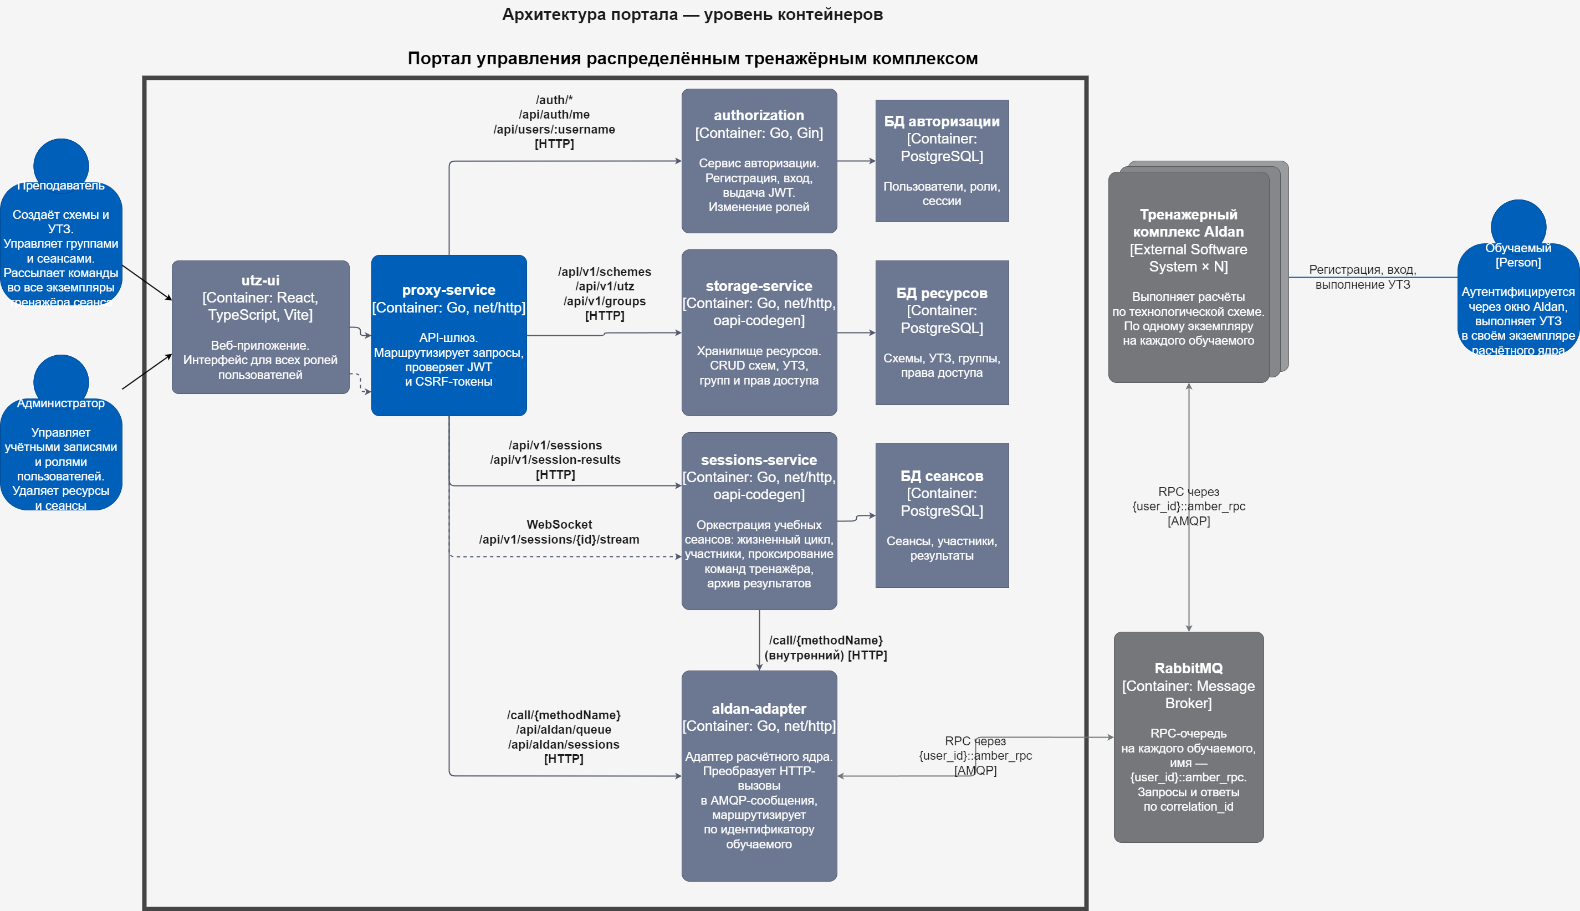 Архитектура портала — уровень контейнеров
Портал управления распределённым тренажёрным комплексом
Преподаватель
Создаёт схемы и
УТЗ.
Управляет группами
и сеансами.
Рассылает команды
во все экземпляры
тренажёра сеанса
Администратор
Управляет
учётными записями
и ролями
пользователей.
Удаляет ресурсы
и сеансы
utz-ui
[Container: React,
TypeScript, Vite]
Веб-приложение.
Интерфейс для всех ролей
пользователей
proxy-service
[Container: Go, net/http]
API-шлюз.
Маршрутизирует запросы,
проверяет JWT
и CSRF-токены
/auth/*
/api/auth/me
/api/users/:username
[HTTP]
authorization
[Container: Go, Gin]
Сервис авторизации.
Регистрация, вход,
выдача JWT.
Изменение ролей
БД авторизации
[Container:
PostgreSQL]
Пользователи, роли,
сессии
/api/v1/schemes
/api/v1/utz
/api/v1/groups
[HTTP]
storage-service
[Container: Go, net/http,
oapi-codegen]
Хранилище ресурсов.
CRUD схем, УТЗ,
групп и прав доступа
БД ресурсов
[Container:
PostgreSQL]
Схемы, УТЗ, группы,
права доступа
/api/v1/sessions
/api/v1/session-results
[HTTP]
WebSocket
/api/v1/sessions/{id}/stream
sessions-service
[Container: Go, net/http,
oapi-codegen]
Оркестрация учебных
сеансов: жизненный цикл,
участники, проксирование
команд тренажёра,
архив результатов
БД сеансов
[Container:
PostgreSQL]
Сеансы, участники,
результаты
/call/{methodName}
(внутренний) [HTTP]
/call/{methodName}
/api/aldan/queue
/api/aldan/sessions
[HTTP]
aldan-adapter
[Container: Go, net/http]
Адаптер расчётного ядра.
Преобразует HTTP-
вызовы
в AMQP-сообщения,
маршрутизирует
по идентификатору
обучаемого
RPC через
{user_id}::amber_rpc
[AMQP]
Тренажерный
комплекс Aldan
[External Software
System × N]
Выполняет расчёты
по технологической схеме.
По одному экземпляру
на каждого обучаемого
Регистрация, вход,
выполнение УТЗ
Обучаемый
[Person]
Аутентифицируется
через окно Aldan,
выполняет УТЗ
в своём экземпляре
расчётного ядра
RPC через
{user_id}::amber_rpc
[AMQP]
RabbitMQ
[Container: Message
Broker]
RPC-очередь
на каждого обучаемого,
имя —
{user_id}::amber_rpc.
Запросы и ответы
по correlation_id